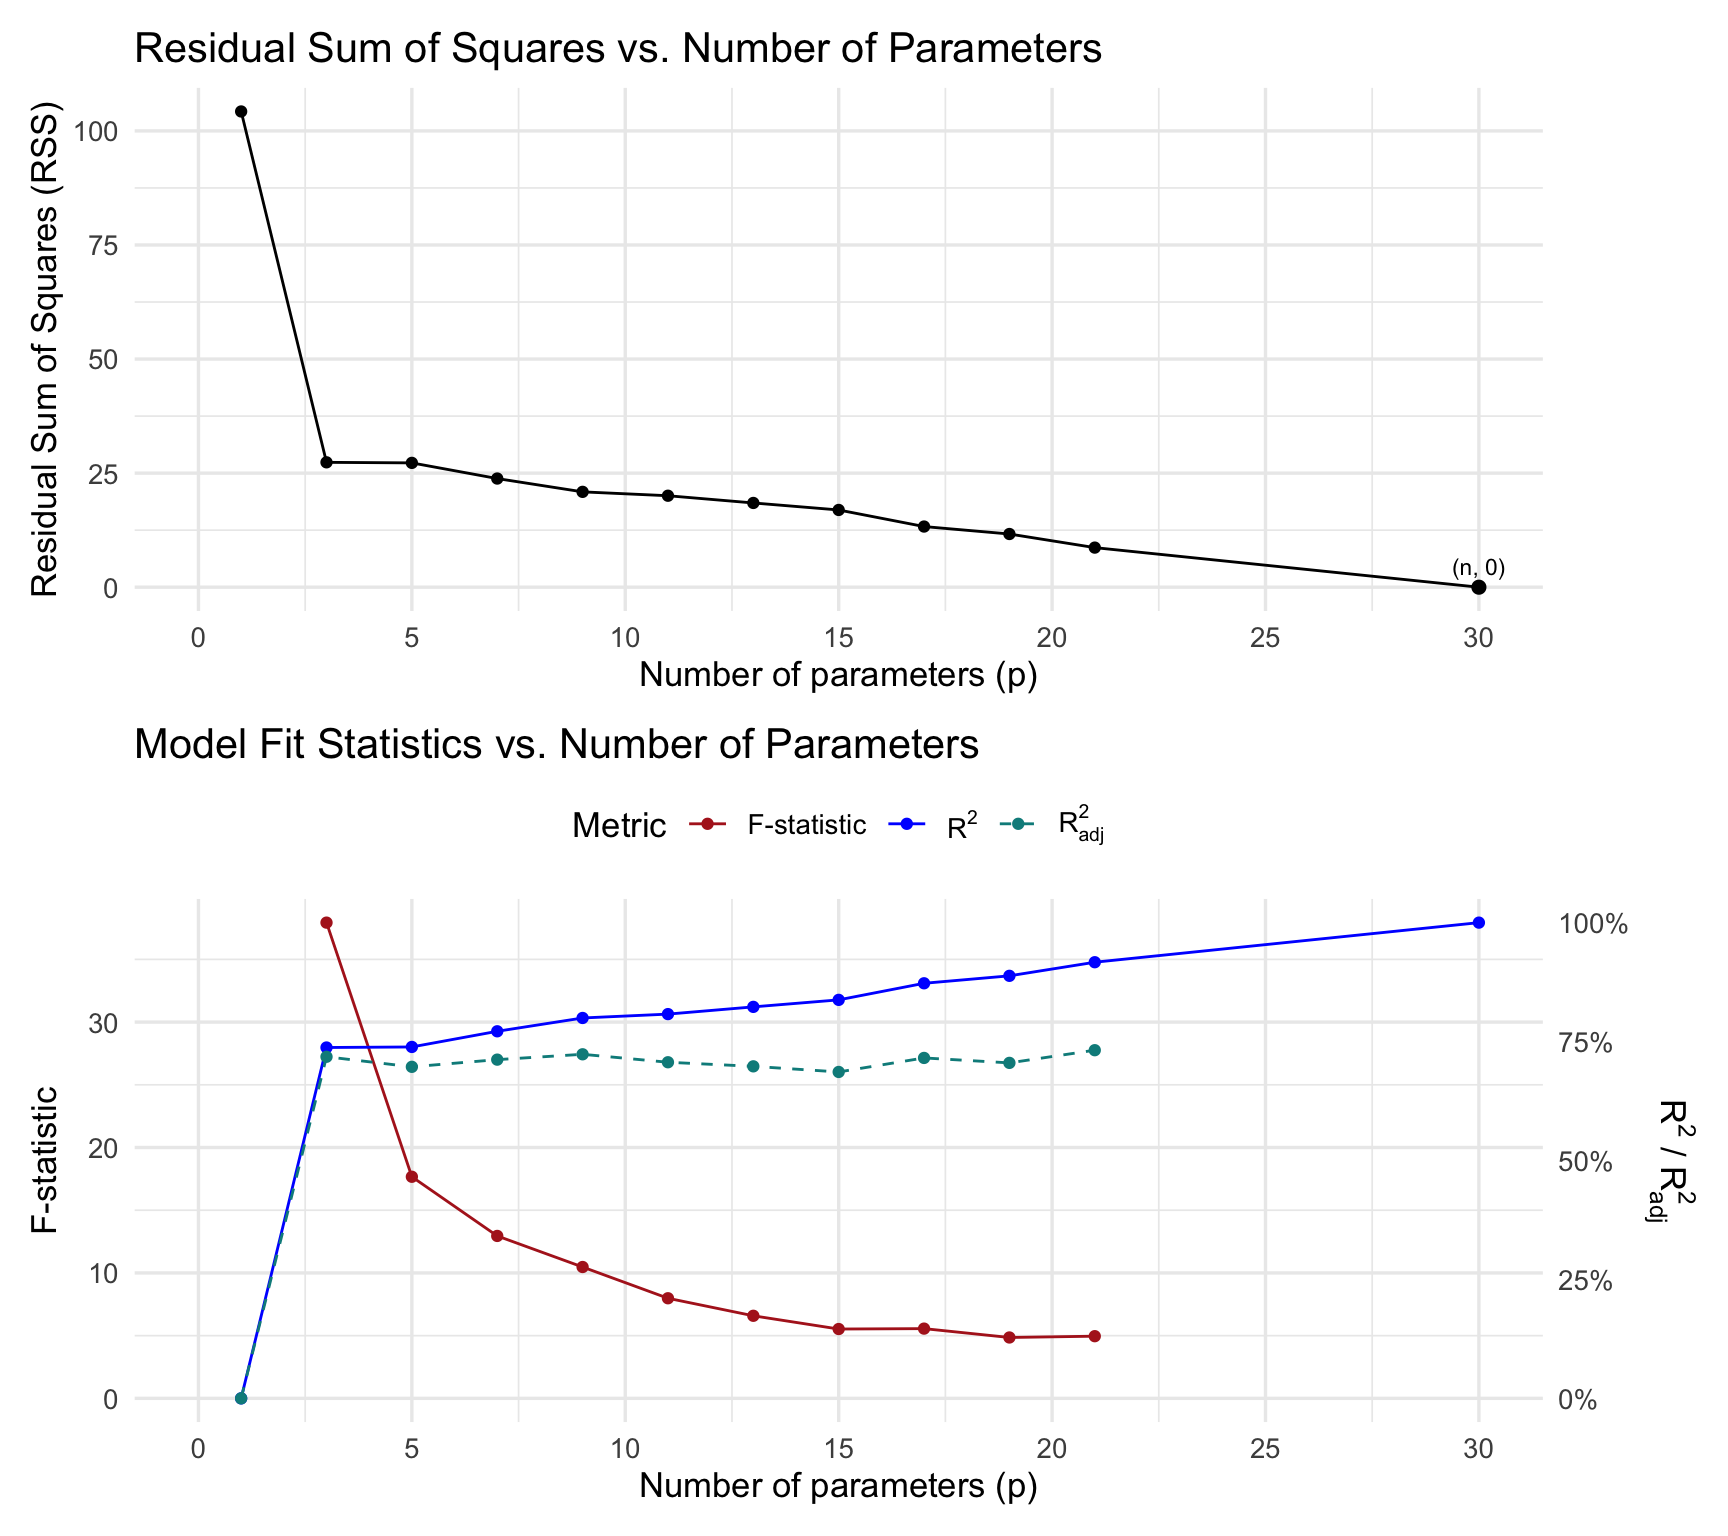 Residual Sum of Squares vs. Number of Parameters
Residual Sum of Squares (RSS)
100
75
50
25
0
(n, 0)
0 5 10 15 20 25 30
Number of parameters (p)
Model Fit Statistics vs. Number of Parameters
Metric F-statistic R² R²adj
F-statistic
30
20
10
0
100%
75%
50%
25%
0%
R² / R²adj
0 5 10 15 20 25 30
Number of parameters (p)